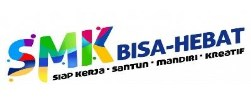 SMK BISA-HEBAT
SIAP KERJA • SANTUN • MANDIRI • KREATIF